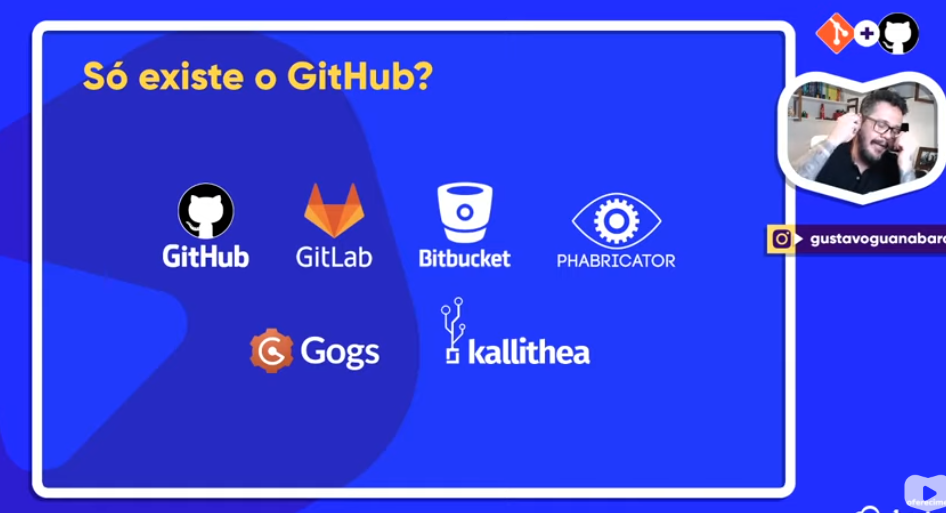 Só existe o GitHub?
GitHub GitLab Bitbucket PHABRICATOR
Gogs kallithea
gustavoguanabara